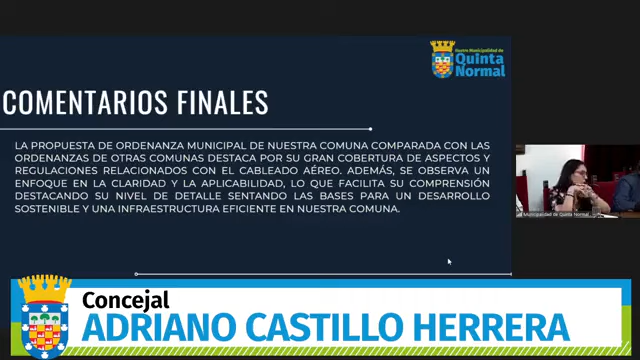 Ilustre Municipalidad de
Quinta
Normal
COMENTARIOS FINALES
LA PROPUESTA DE ORDENANZA MUNICIPAL DE NUESTRA COMUNA COMPARADA CON LAS
ORDENANZAS DE OTRAS COMUNAS DESTACA POR SU GRAN COBERTURA DE ASPECTOS Y
REGULACIONES RELACIONADOS CON EL CABLEADO AÉREO. ADEMÁS, SE OBSERVA UN
ENFOQUE EN LA CLARIDAD Y LA APLICABILIDAD, LO QUE FACILITA SU COMPRENSIÓN
DESTACANDO SU NIVEL DE DETALLE SENTANDO LAS BASES PARA UN DESARROLLO
SOSTENIBLE Y UNA INFRAESTRUCTURA EFICIENTE EN NUESTRA COMUNA.
Municipalidad de Quinta Normal
Concejal
ADRIANO CASTILLO HERRERA